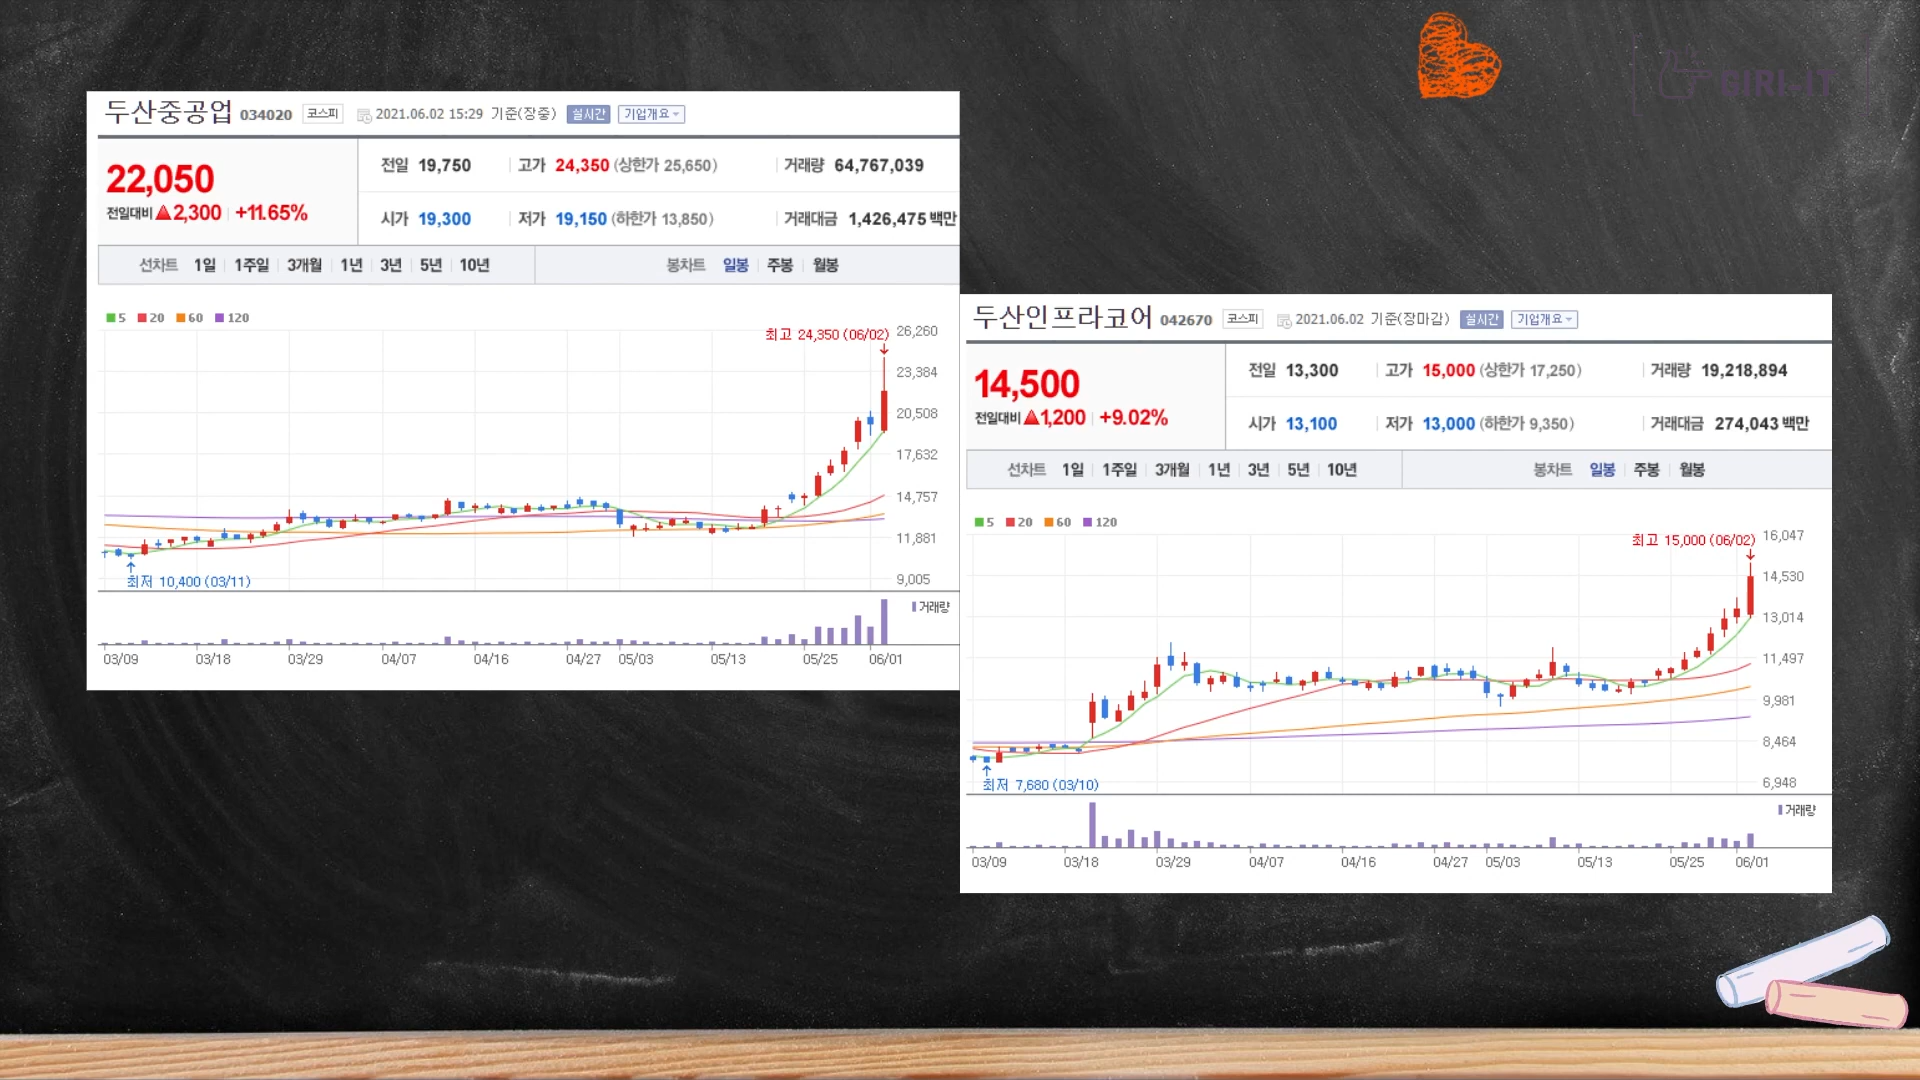 GIRI-IT
두산중공업 034020 코스피 2021.06.02 15:29 기준(장중) 실시간 기업개요
22,050
전일대비 ▲2,300 +11.65%
전일 19,750 고가 24,350 (상한가 25,650) 거래량 64,767,039
시가 19,300 저가 19,150 (하한가 13,850) 거래대금 1,426,475 백만
선차트 1일 1주일 3개월 1년 3년 5년 10년 봉차트 일봉 주봉 월봉
5 20 60 120
최고 24,350 (06/02)
26,260
23,384
20,508
17,632
14,757
11,881
9,005
최저 10,400 (03/11)
거래량
03/09 03/18 03/29 04/07 04/16 04/27 05/03 05/13 05/25 06/01
두산인프라코어 042670 코스피 2021.06.02 기준(장마감) 실시간 기업개요
14,500
전일대비 ▲1,200 +9.02%
전일 13,300 고가 15,000 (상한가 17,250) 거래량 19,218,894
시가 13,100 저가 13,000 (하한가 9,350) 거래대금 274,043 백만
선차트 1일 1주일 3개월 1년 3년 5년 10년 봉차트 일봉 주봉 월봉
5 20 60 120
최고 15,000 (06/02)
16,047
14,530
13,014
11,497
9,981
8,464
6,948
최저 7,680 (03/10)
거래량
03/09 03/18 03/29 04/07 04/16 04/27 05/03 05/13 05/25 06/01